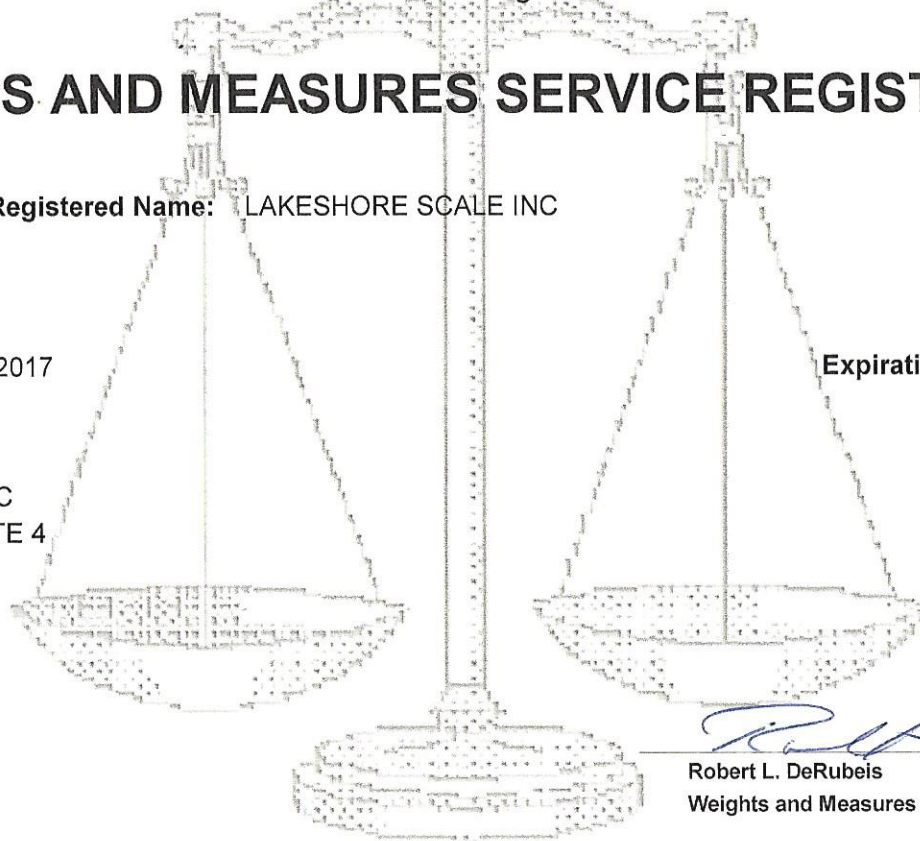 S AND MEASURES SERVICE REGIST
Registered Name: LAKESHORE SCALE INC
2017
Expirati
C
TE 4
Robert L. DeRubeis
Weights and Measures